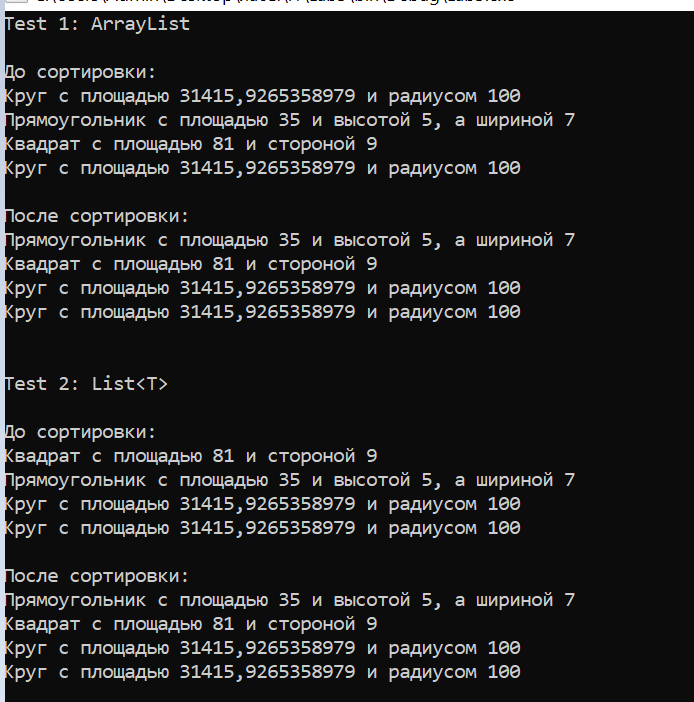 Test 1: ArrayList
До сортировки:
Круг с площадью 31415,9265358979 и радиусом 100
Прямоугольник с площадью 35 и высотой 5, а шириной 7
Квадрат с площадью 81 и стороной 9
Круг с площадью 31415,9265358979 и радиусом 100
После сортировки:
Прямоугольник с площадью 35 и высотой 5, а шириной 7
Квадрат с площадью 81 и стороной 9
Круг с площадью 31415,9265358979 и радиусом 100
Круг с площадью 31415,9265358979 и радиусом 100
Test 2: List<T>
До сортировки:
Квадрат с площадью 81 и стороной 9
Прямоугольник с площадью 35 и высотой 5, а шириной 7
Круг с площадью 31415,9265358979 и радиусом 100
Круг с площадью 31415,9265358979 и радиусом 100
После сортировки:
Прямоугольник с площадью 35 и высотой 5, а шириной 7
Квадрат с площадью 81 и стороной 9
Круг с площадью 31415,9265358979 и радиусом 100
Круг с площадью 31415,9265358979 и радиусом 100